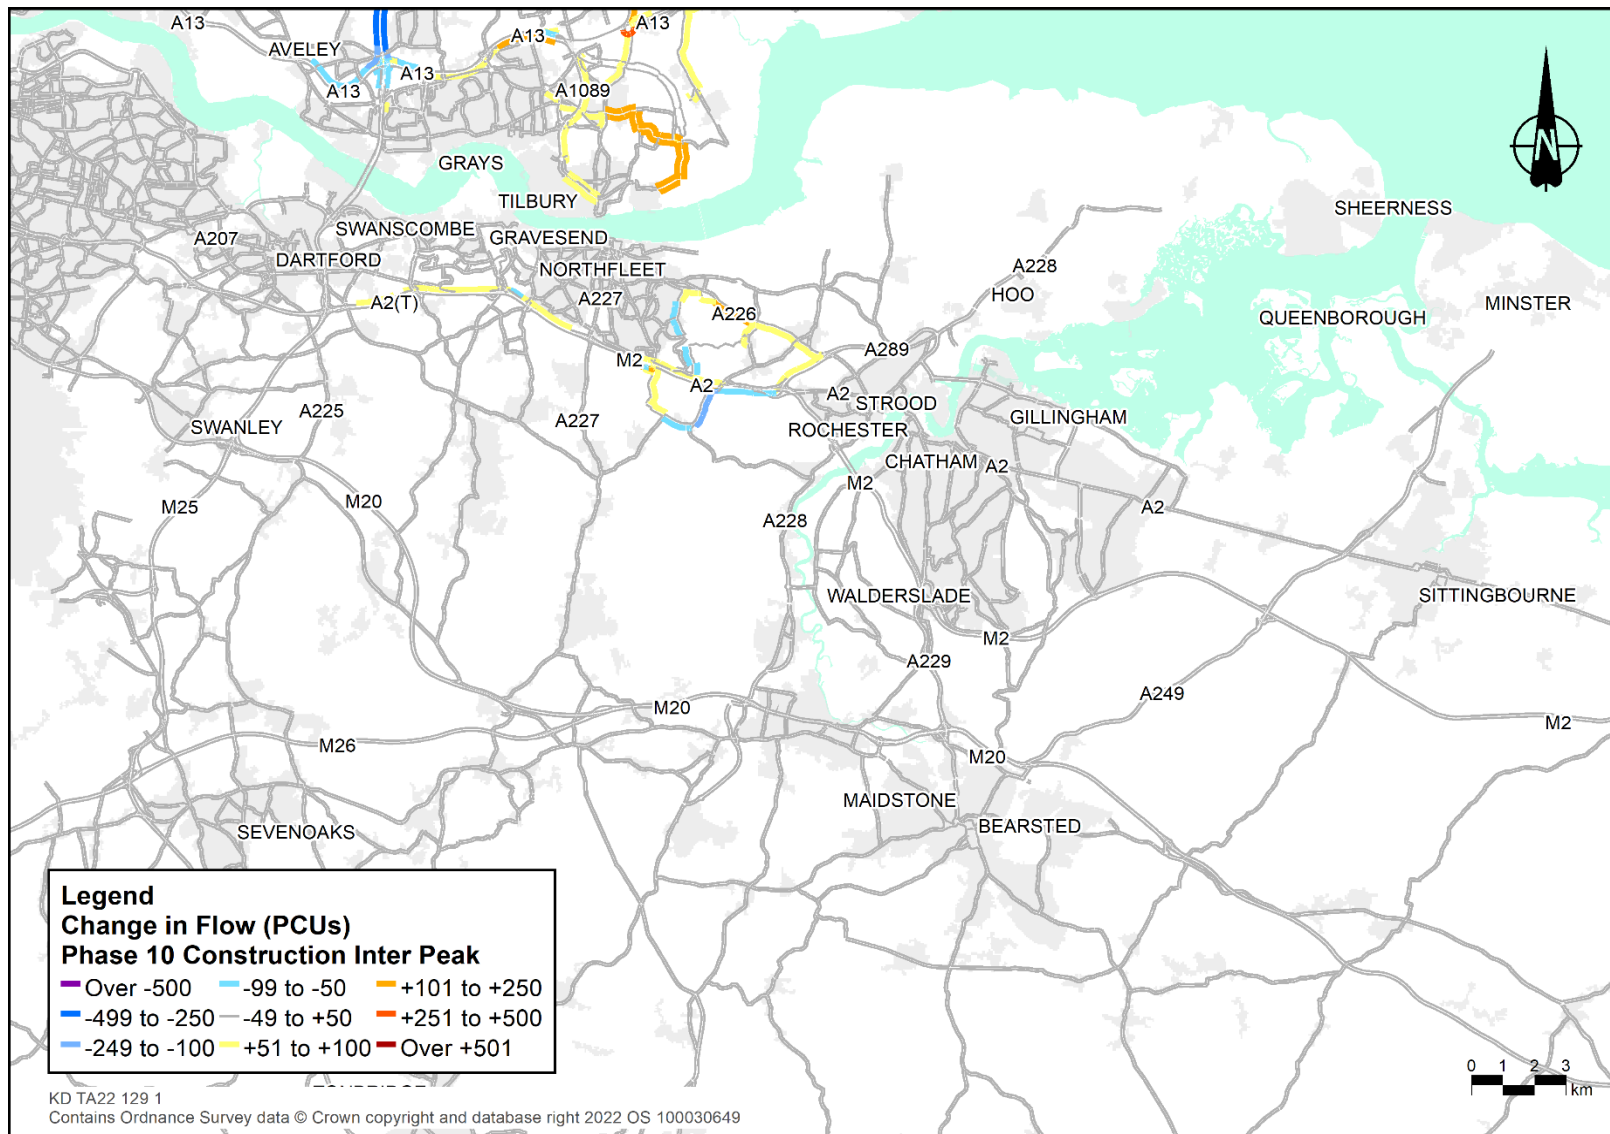 A13
A13
A13
AVELEY
A13
A13
A1089
GRAYS
TILBURY
SHEERNESS
SWANSCOMBE
A207
GRAVESEND
DARTFORD
NORTHFLEET
A228
HOO
A2(T)
A227
A226
MINSTER
QUEENBOROUGH
M2
A289
A2
A2
STROOD
A225
A227
SWANLEY
ROCHESTER
GILLINGHAM
CHATHAM
A2
M2
M25
M20
A228
A2
WALDERSLADE
SITTINGBOURNE
M2
A229
A249
M20
M2
M26
M20
MAIDSTONE
BEARSTED
SEVENOAKS
N
Legend
Change in Flow (PCUs)
Phase 10 Construction Inter Peak
Over -500 -99 to -50 +101 to +250
-499 to -250 -49 to +50 +251 to +500
-249 to -100 +51 to +100 Over +501
0 1 2 3
km
KD TA22 129 1
Contains Ordnance Survey data © Crown copyright and database right 2022 OS 100030649